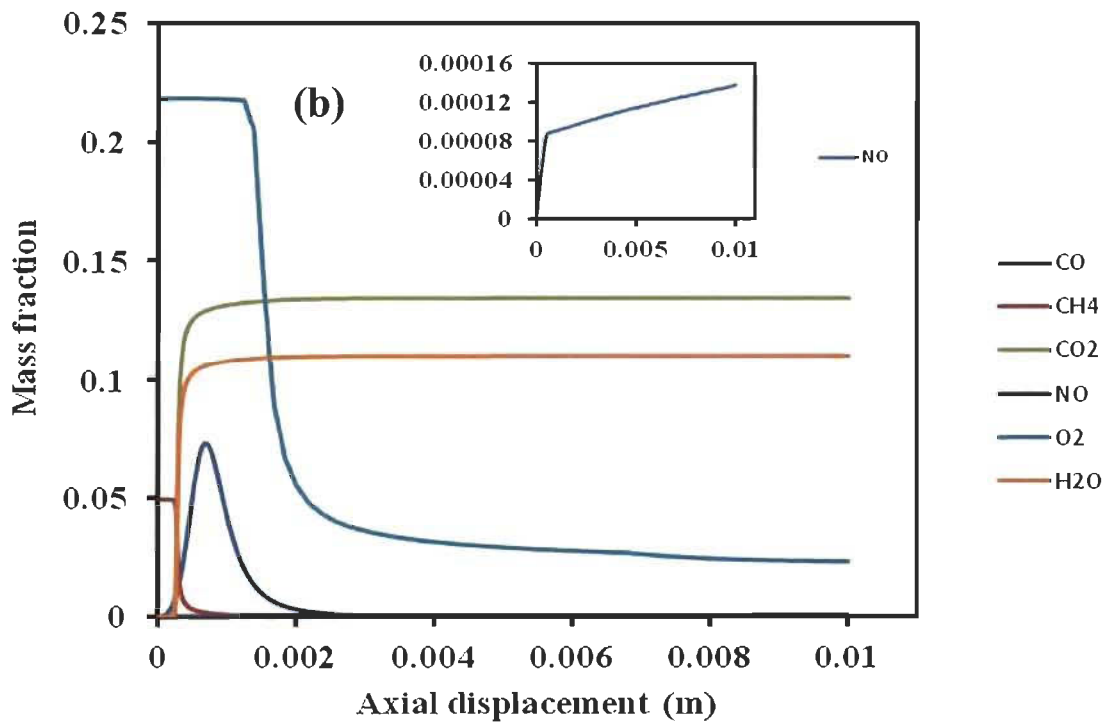 0.25
0.2
0.15
0.1
0.05
0
Mass fraction
(b)
0.00016
0.00012
0.00008
0.00004
0
0 0.005 0.01
NO
CO
CH4
CO2
NO
O2
H2O
0 0.002 0.004 0.006 0.008 0.01
Axial displacement (m)